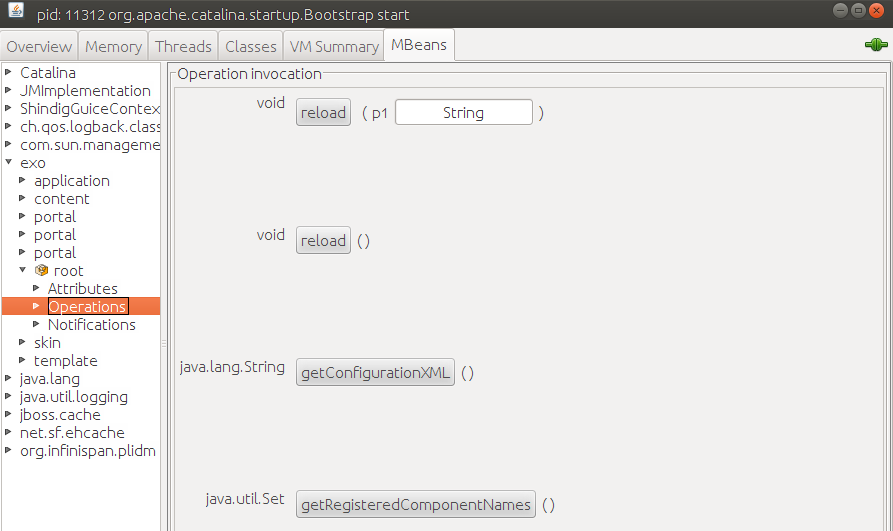 pid: 11312 org.apache.catalina.startup.Bootstrap start
Overview Memory Threads Classes VM Summary MBeans
Catalina
JMImplementation
ShindigGuiceContex
ch.qos.logback.class
com.sun.manageme
exo
application
content
portal
portal
portal
root
Attributes
Operations
Notifications
skin
template
java.lang
java.util.logging
jboss.cache
net.sf.ehcache
org.infinispan.plidm
Operation invocation
void reload ( p1 String )
void reload ()
java.lang.String getConfigurationXML ()
java.util.Set getRegisteredComponentNames ()